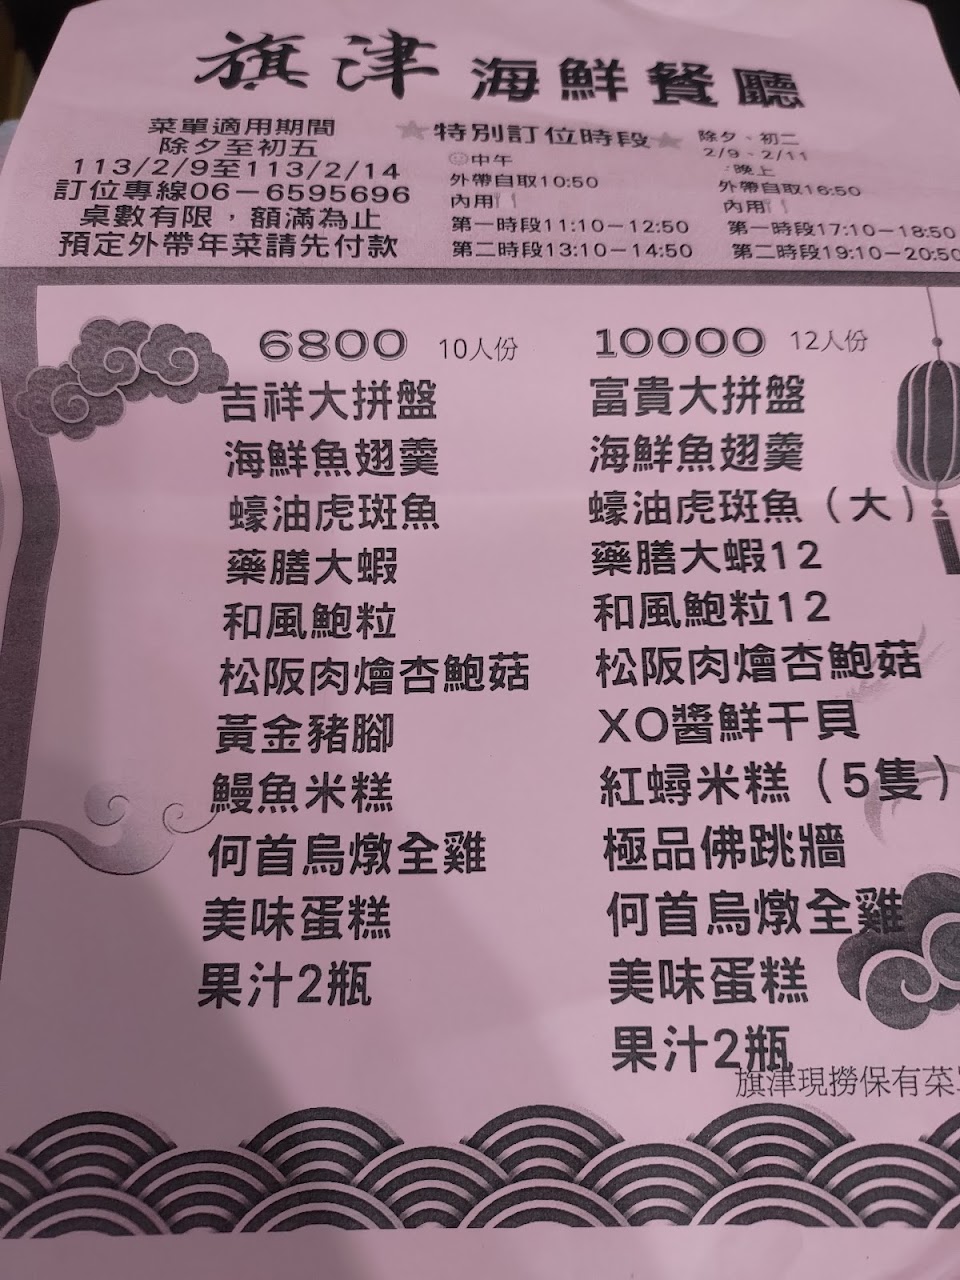 旗津 海鮮餐廳
菜單適用期間
除夕至初五
113/2/9至113/2/14
訂位專線06-6595696
桌數有限，額滿為止
預定外帶年菜請先付款
特別訂位時段
中午
外帶自取10:50
內用
第一時段11:10-12:50
第二時段13:10-14:50
除夕、初二
2/9、2/11
晚上
外帶自取16:50
內用
第一時段17:10-18:50
第二時段19:10-20:50
6800 10人份
吉祥大拼盤
海鮮魚翅羹
蠔油虎斑魚
藥膳大蝦
和風鮑粒
松阪肉燴杏鮑菇
黃金豬腳
鰻魚米糕
何首烏燉全雞
美味蛋糕
果汁2瓶
10000 12人份
富貴大拼盤
海鮮魚翅羹
蠔油虎斑魚（大）
藥膳大蝦12
和風鮑粒12
松阪肉燴杏鮑菇
XO醬鮮干貝
紅蟳米糕（5隻）
極品佛跳牆
何首烏燉全雞
美味蛋糕
果汁2瓶
旗津現撈保有菜